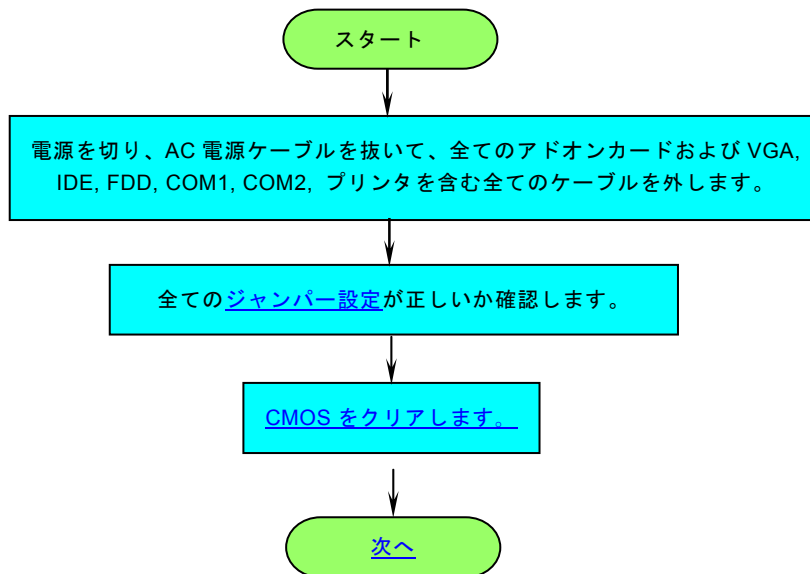 スタート
電源を切り、AC 電源ケーブルを抜いて、全てのアドオンカードおよび VGA,
IDE, FDD, COM1, COM2, プリンタを含む全てのケーブルを外します。
全てのジャンパー設定が正しいか確認します。
CMOS をクリアします。
次へ